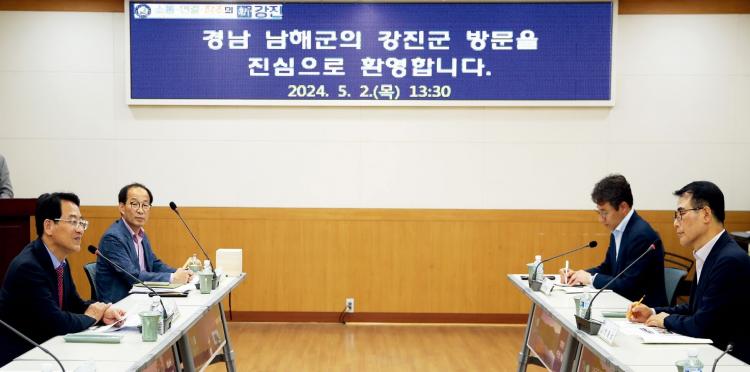 강진
경남 남해군의 강진군 방문을
진심으로 환영합니다.
2024. 5. 2.(목) 13:30